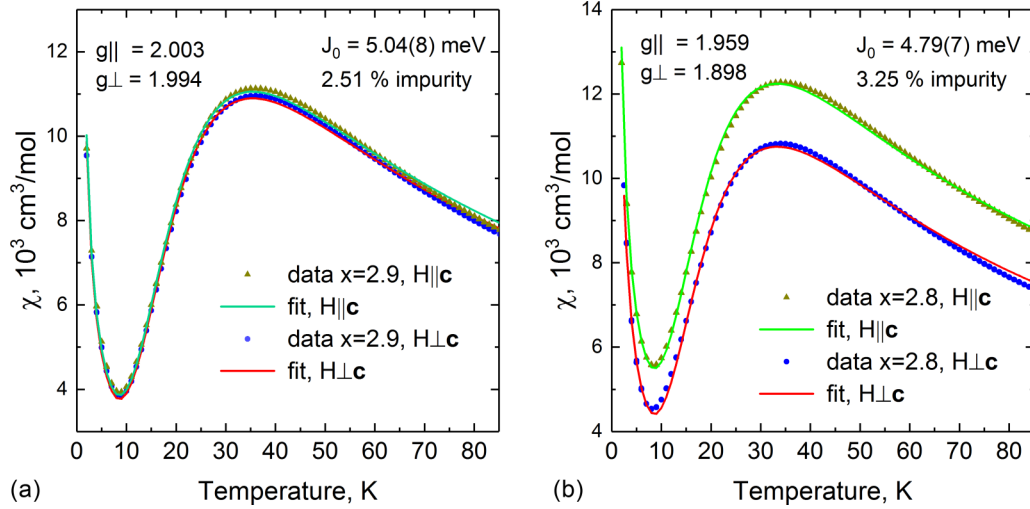 g|| = 2.003
g⊥ = 1.994
J₀ = 5.04(8) meV
2.51 % impurity
χ, 10³ cm³/mol
12
10
8
6
4
data x=2.9, H||c
fit, H||c
data x=2.9, H⊥c
fit, H⊥c
0 10 20 30 40 50 60 70 80
(a)
Temperature, K
g|| = 1.959
g⊥ = 1.898
J₀ = 4.79(7) meV
3.25 % impurity
χ, 10³ cm³/mol
14
12
10
8
6
4
data x=2.8, H||c
fit, H||c
data x=2.8, H⊥c
fit, H⊥c
0 10 20 30 40 50 60 70 80
(b)
Temperature, K